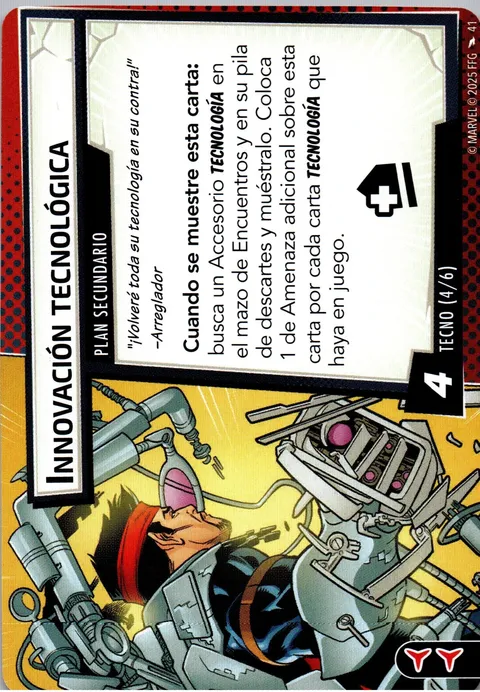 INNOVACIÓN TECNOLÓGICA
PLAN SECUNDARIO
"¡Volveré toda su tecnología en su contra!"
–Arreglador
Cuando se muestre esta carta:
busca un Accesorio TECNOLOGÍA en
el mazo de Encuentros y en su pila
de descartes y muéstralo. Coloca
1 de Amenaza adicional sobre esta
carta por cada carta TECNOLOGÍA que
haya en juego.
4
TECNO (4/6)
© MARVEL © 2025 FFG 41